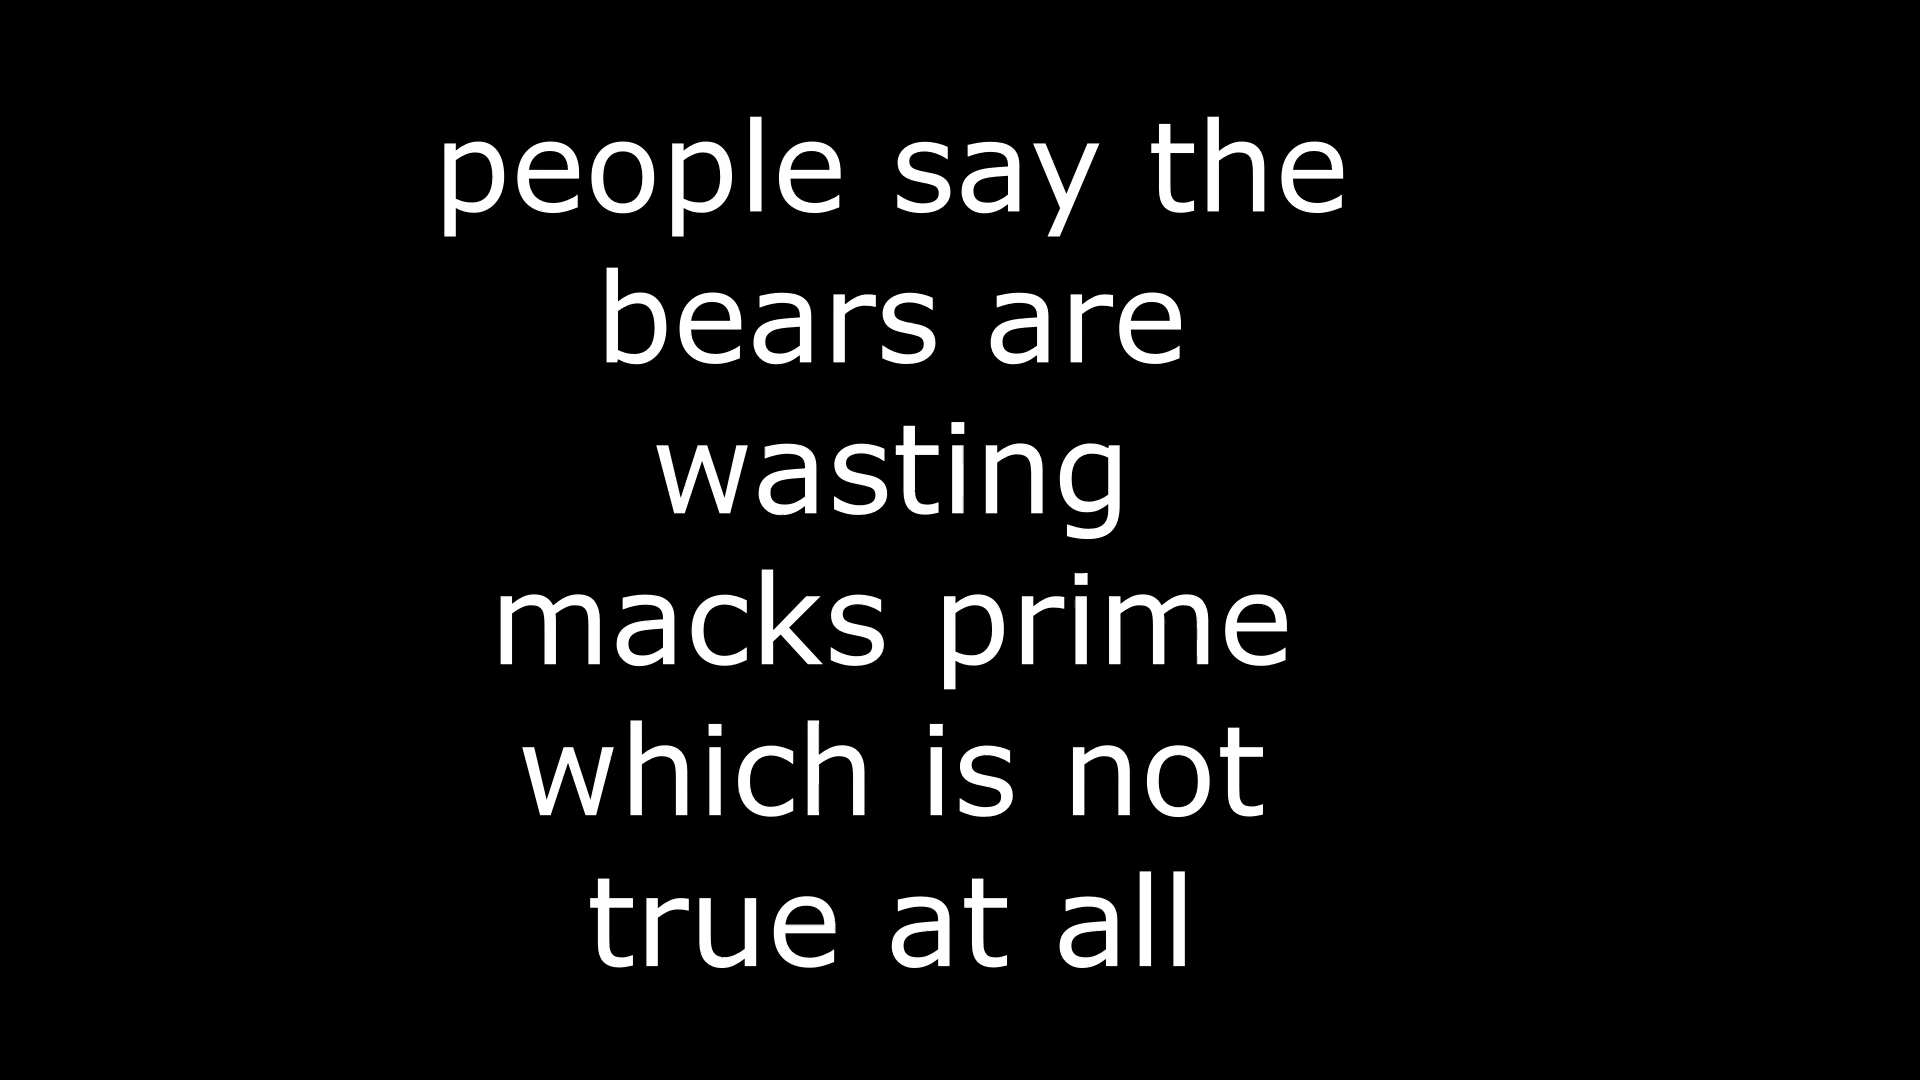 people say the
bears are
wasting
macks prime
which is not
true at all